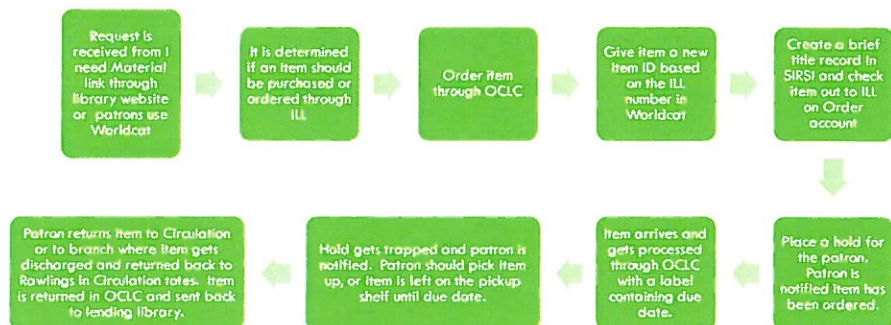 Request is
received from I
need Material
link through
library website
or patrons use
Worldcat
It is determined
if an item should
be purchased or
ordered through
ILL
Order item
through OCLC
Give item a new
item ID based
on the ILL
number in
Worldcat
Create a brief
title record in
SIRSI and check
item out to ILL
on Order
account
Place a hold for
the patron.
Patron is
notified item has
been ordered.
Item arrives and
gets processed
through OCLC
with a label
containing due
date.
Hold gets trapped and patron is
notified. Patron should pick item
up, or item is left on the pickup
shelf until due date.
Patron returns item to Circulation
or to branch where item gets
discharged and returned back to
Rawlings in Circulation totes. Item
is returned in OCLC and sent back
to lending library.